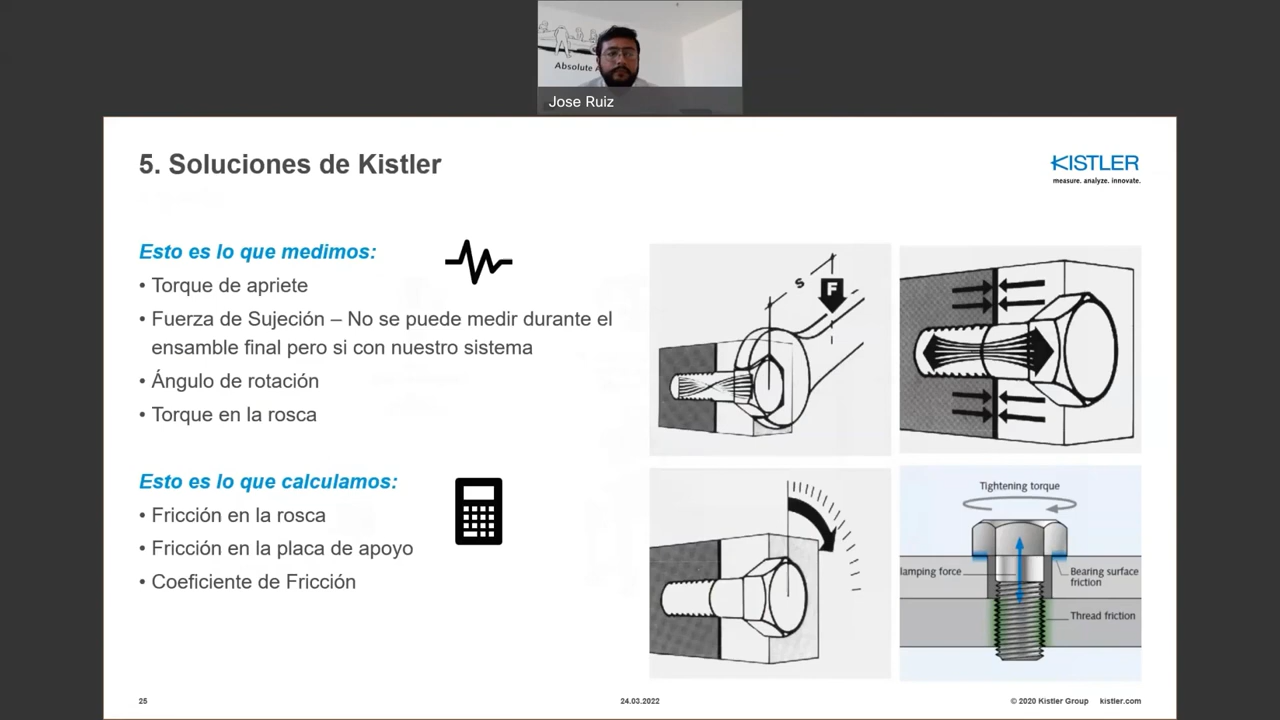 Absolute
Jose Ruiz
5. Soluciones de Kistler
KISTLER
measure. analyze. innovate.
Esto es lo que medimos:
• Torque de apriete
• Fuerza de Sujeción – No se puede medir durante el
ensamble final pero si con nuestro sistema
• Ángulo de rotación
• Torque en la rosca
Esto es lo que calculamos:
• Fricción en la rosca
• Fricción en la placa de apoyo
• Coeficiente de Fricción
S
F
Tightening torque
lamping force
Bearing surface
friction
Thread friction
25
24.03.2022
© 2020 Kistler Group
kistler.com